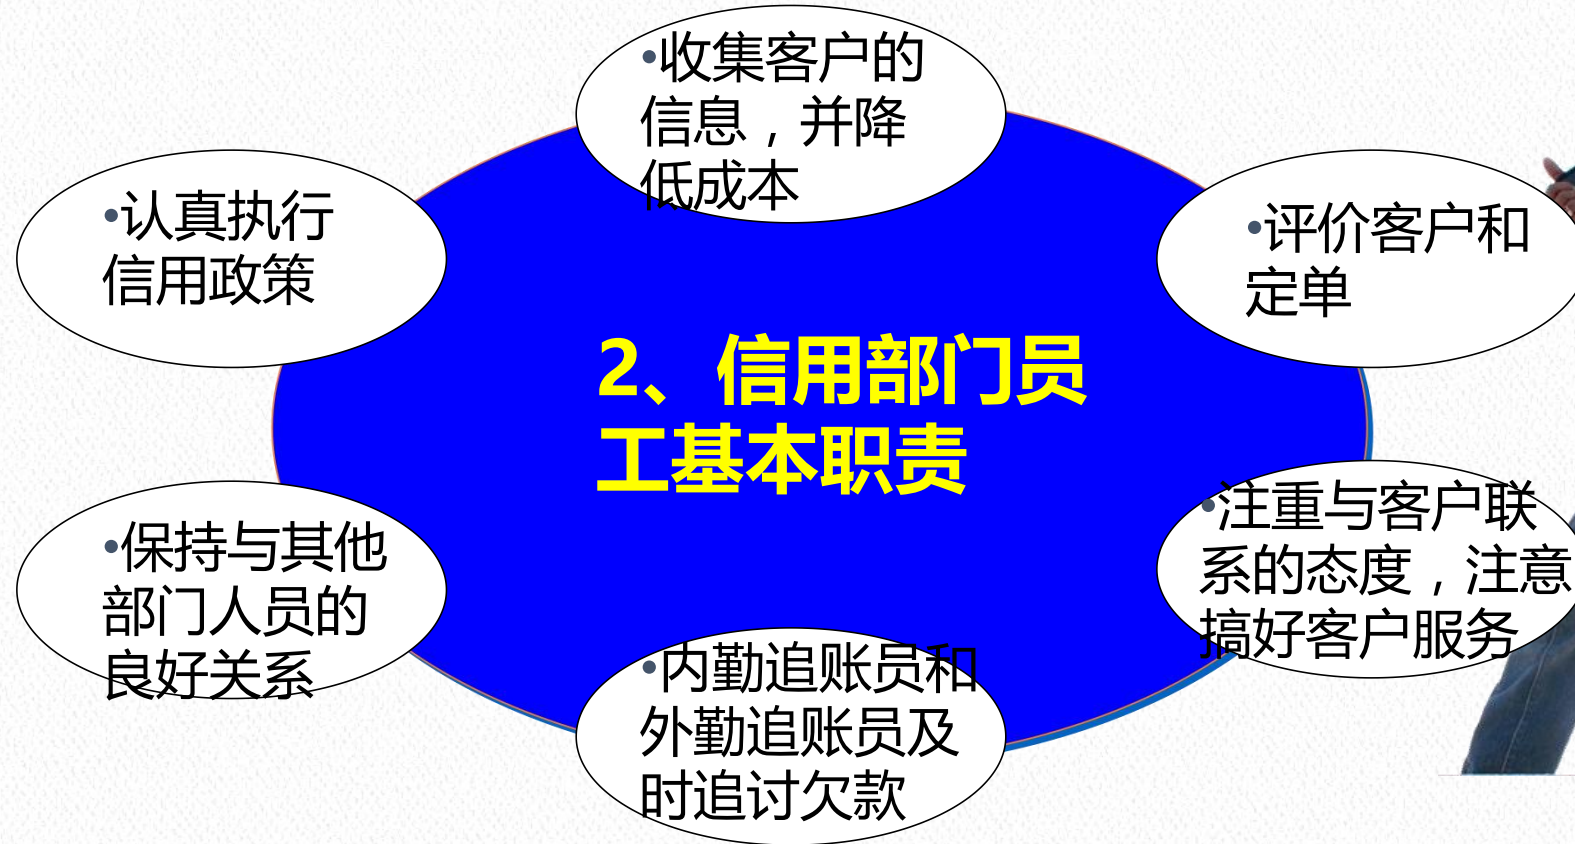 •收集客户的
信息，并降
低成本
•认真执行
信用政策
•评价客户和
定单
2、信用部门员
工基本职责
•保持与其他
部门人员的
良好关系
•注重与客户联
系的态度，注意
搞好客户服务
•内勤追账员和
外勤追账员及
时追讨欠款